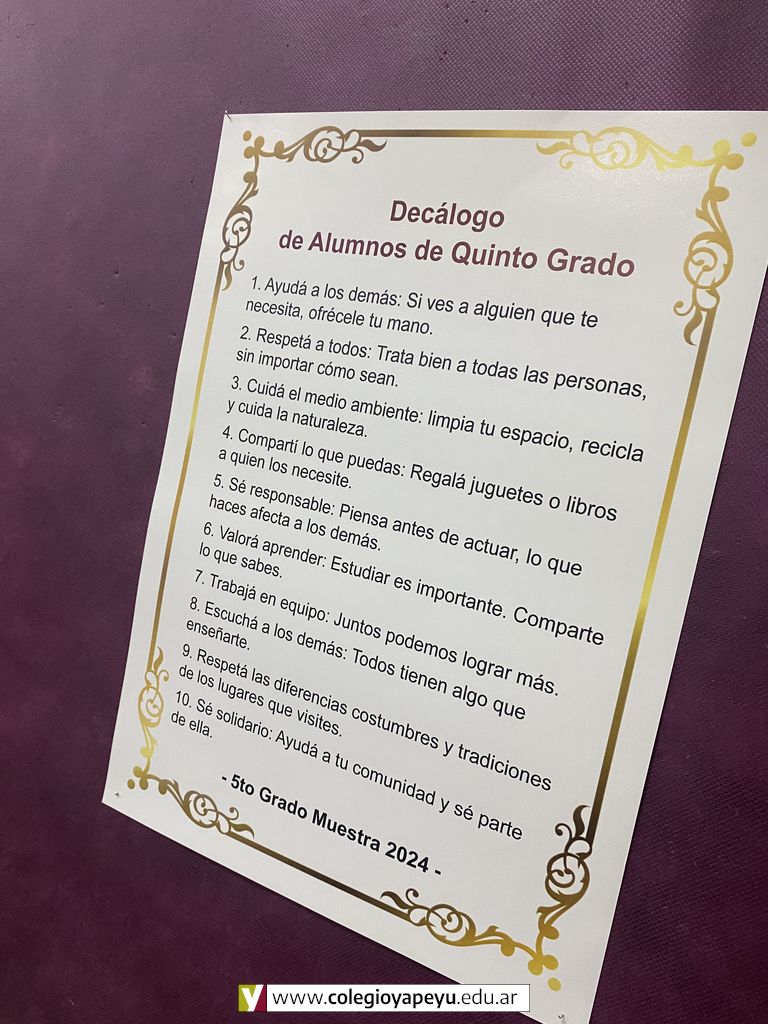 Decálogo
de Alumnos de Quinto Grado
1. Ayudá a los demás: Si ves a alguien que te
necesita, ofrécele tu mano.
2. Respetá a todos: Trata bien a todas las personas,
sin importar cómo sean.
3. Cuidá el medio ambiente: limpia tu espacio, recicla
y cuida la naturaleza.
4. Compartí lo que puedas: Regalá juguetes o libros
a quien los necesite.
5. Sé responsable: Piensa antes de actuar, lo que
haces afecta a los demás.
6. Valorá aprender: Estudiar es importante. Comparte
lo que sabes.
7. Trabajá en equipo: Juntos podemos lograr más.
8. Escuchá a los demás: Todos tienen algo que
enseñarte.
9. Respetá las diferencias costumbres y tradiciones
de los lugares que visites.
10. Sé solidario: Ayudá a tu comunidad y sé parte
de ella.
- 5to Grado Muestra 2024 -
www.colegioyapeyu.edu.ar